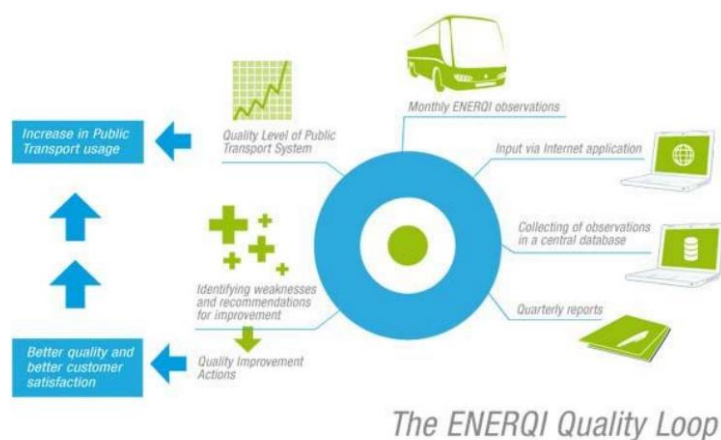 Monthly ENERQI observations
Input via Internet application
Collecting of observations
in a central database
Quarterly reports
Identifying weaknesses
and recommendations
for improvement
Quality Improvement
Actions
Quality Level of Public
Transport System
Increase in Public
Transport usage
Better quality and
better customer
satisfaction
The ENERQI Quality Loop